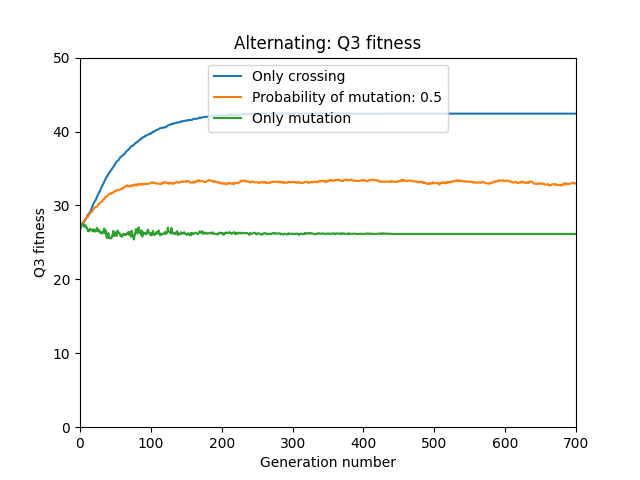 Alternating: Q3 fitness
Only crossing
Probability of mutation: 0.5
Only mutation
Q3 fitness
50
40
30
20
10
0
0 100 200 300 400 500 600 700
Generation number